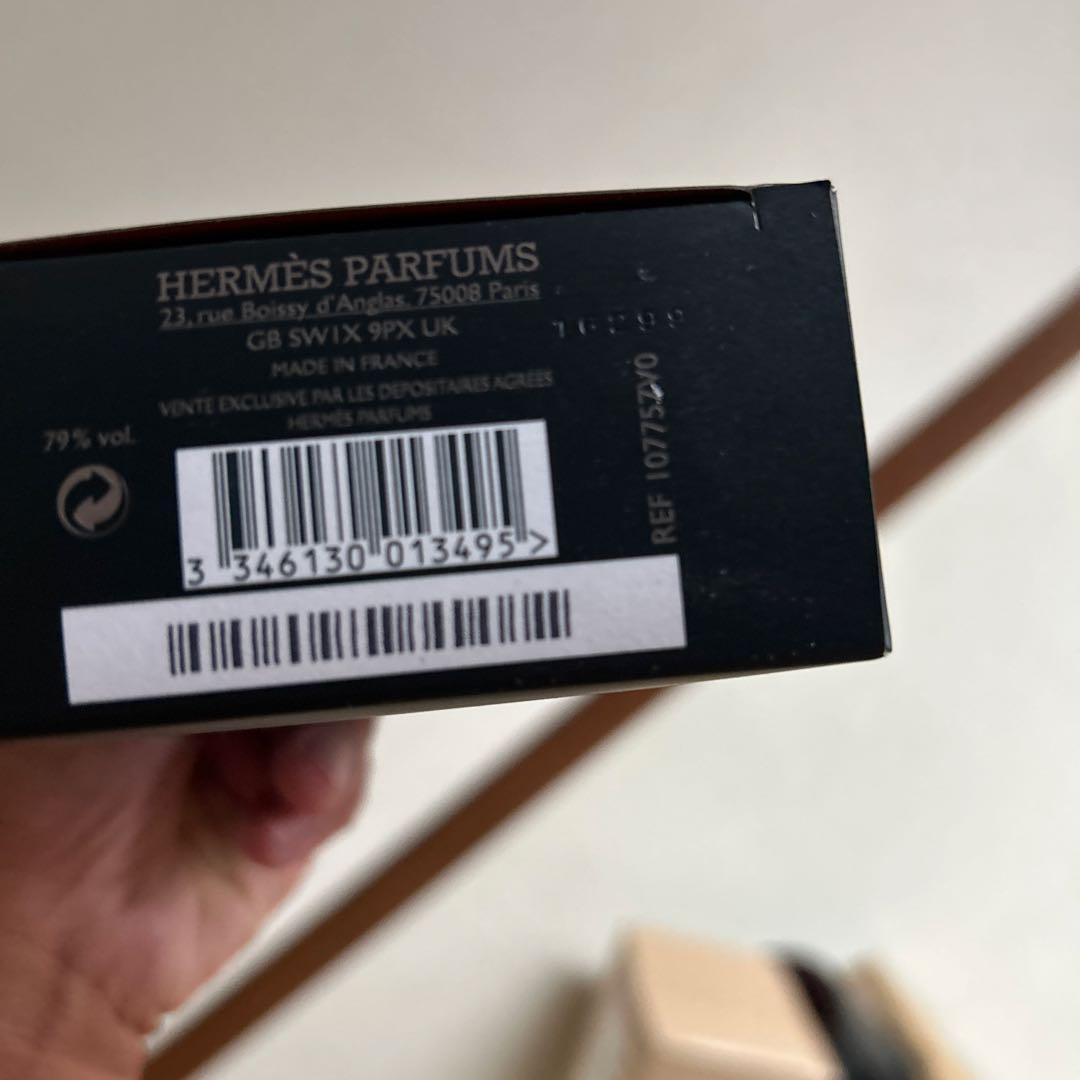 HERMÈS PARFUMS
23, rue Boissy d'Anglas, 75008 Paris
GB SW1X 9PX UK
MADE IN FRANCE
VENTE EXCLUSIVE PAR LES DEPOSITAIRES AGREES
HERMÈS PARFUMS
79% vol.
3 346130 013495 >
REF 10775ZV0